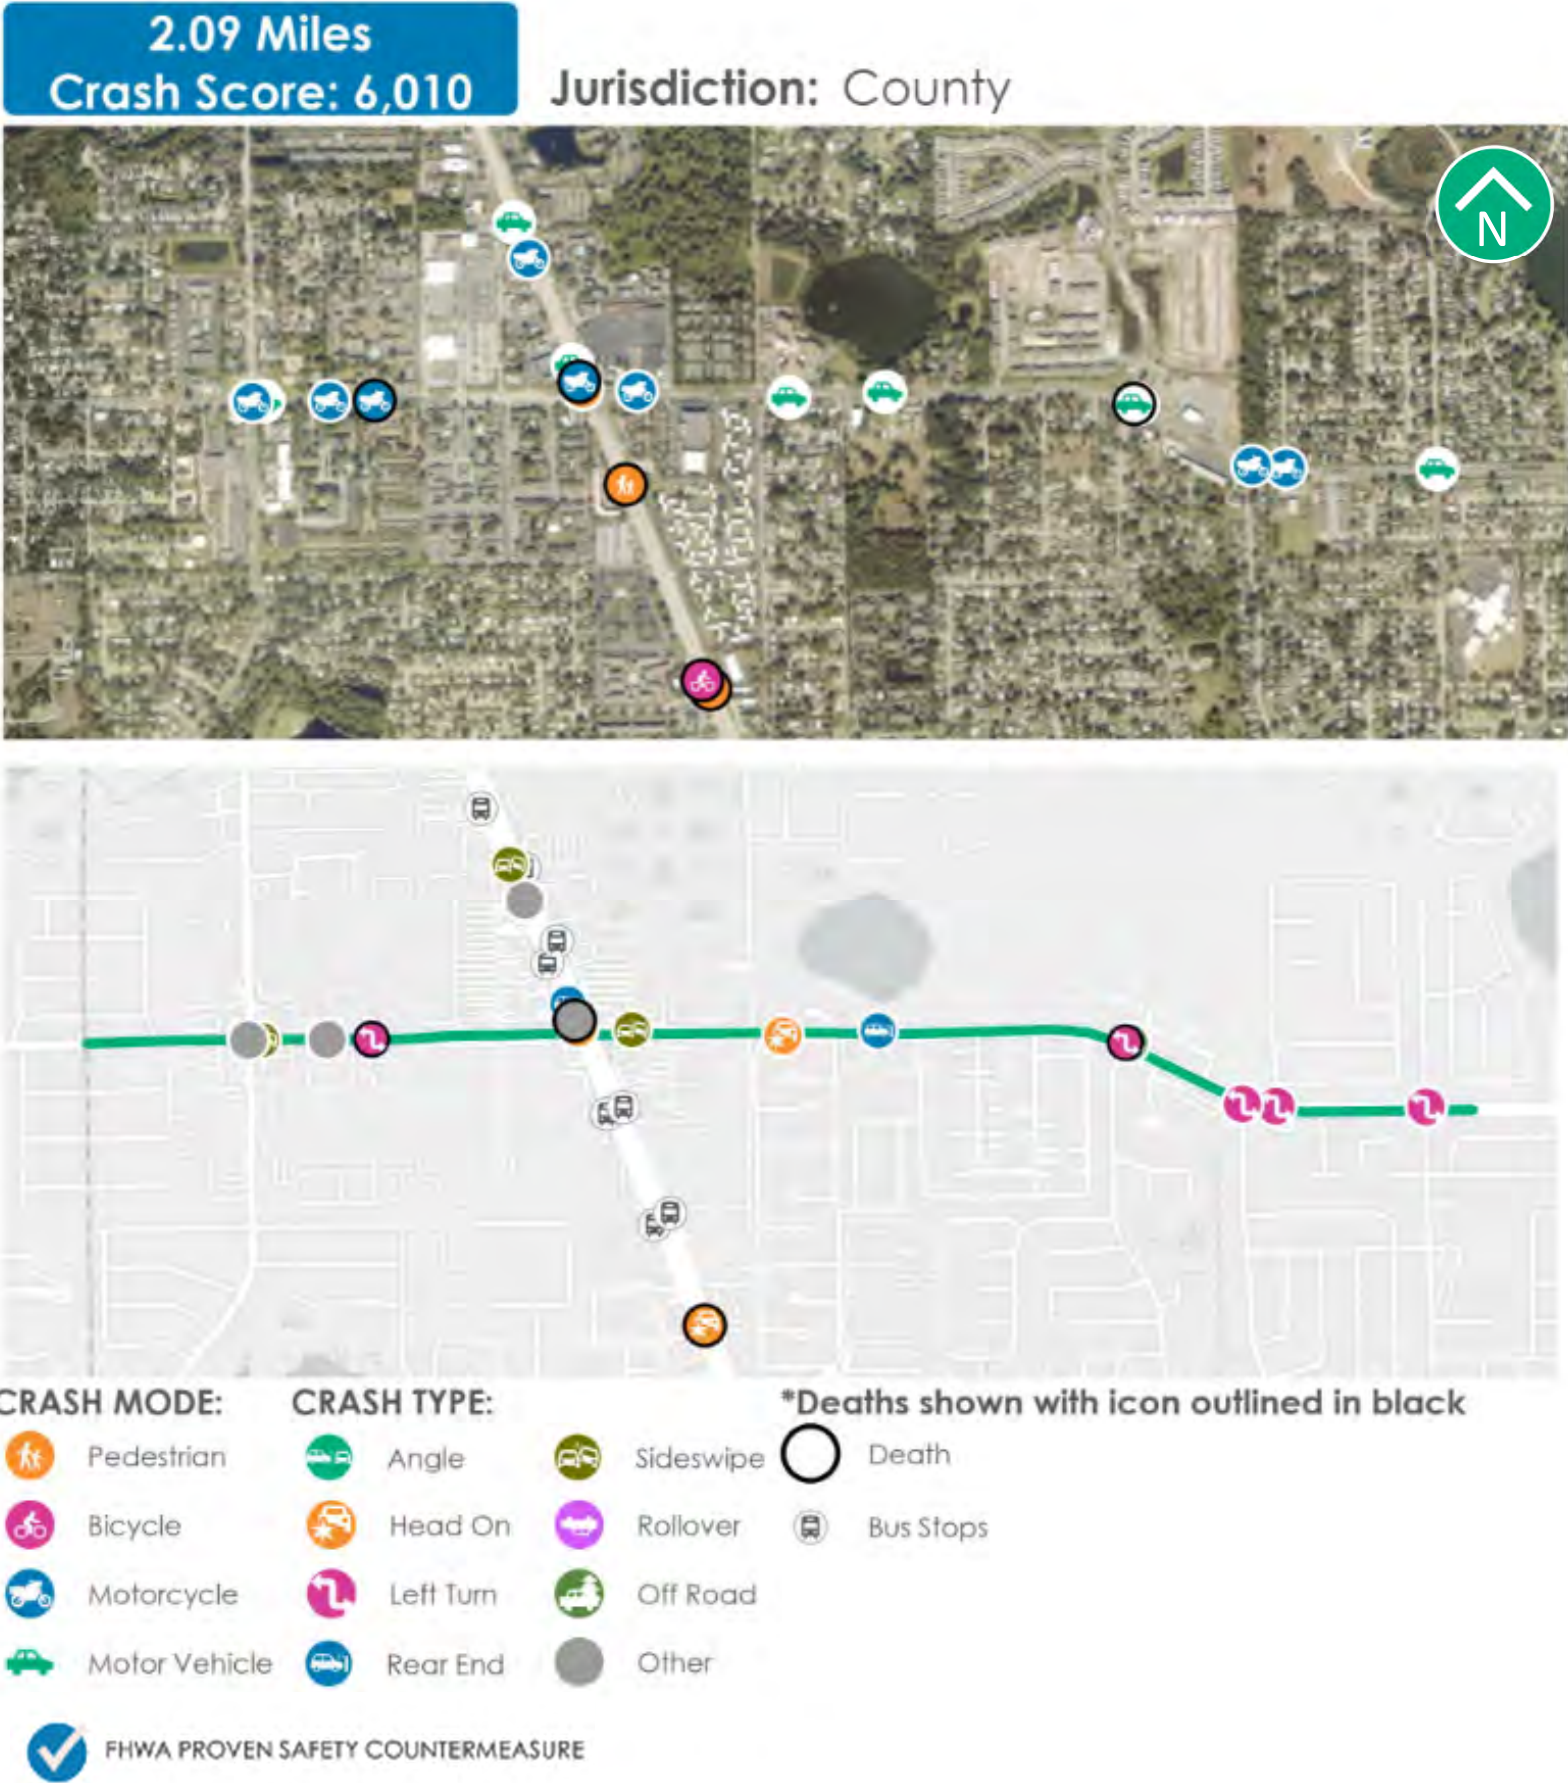 2.09 Miles
Crash Score: 6,010
Jurisdiction: County
N
CRASH MODE:
CRASH TYPE:
*Deaths shown with icon outlined in black
Pedestrian
Angle
Sideswipe
Death
Bicycle
Head On
Rollover
Bus Stops
Motorcycle
Left Turn
Off Road
Motor Vehicle
Rear End
Other
FHWA PROVEN SAFETY COUNTERMEASURE